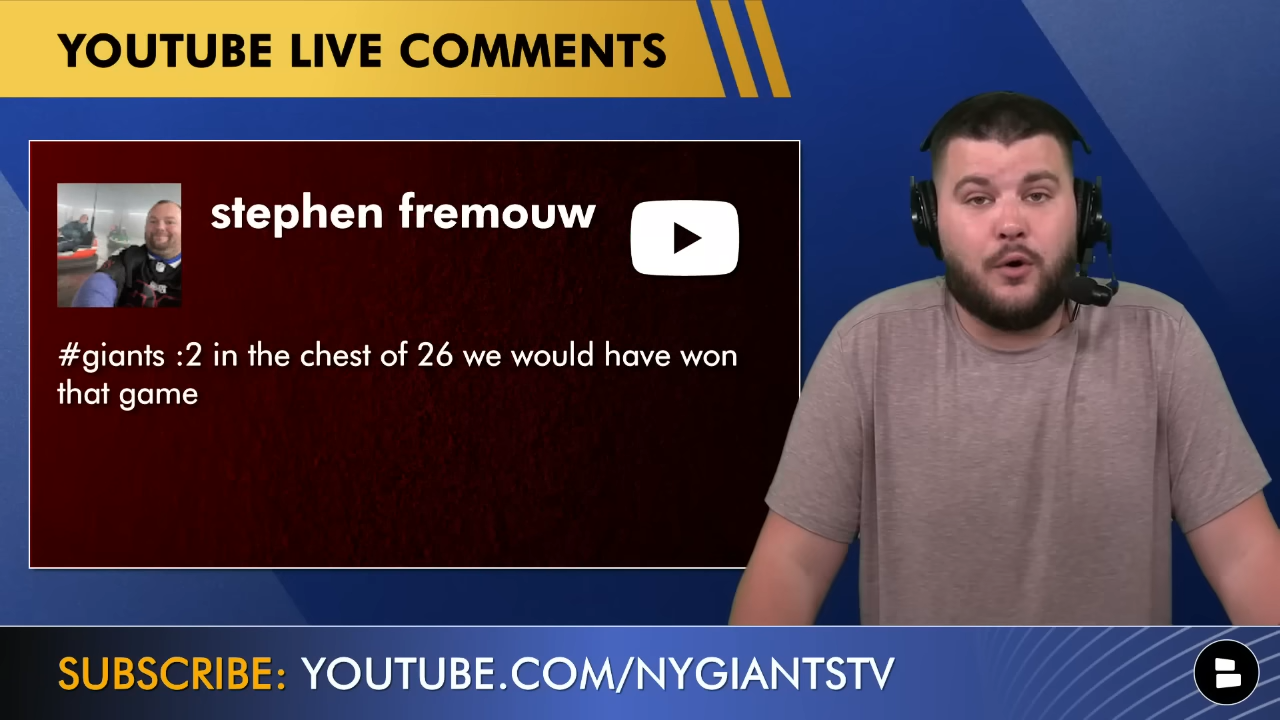 YOUTUBE LIVE COMMENTS
stephen fremouw
#giants :2 in the chest of 26 we would have won
that game
SUBSCRIBE: YOUTUBE.COM/NYGIANTSTV